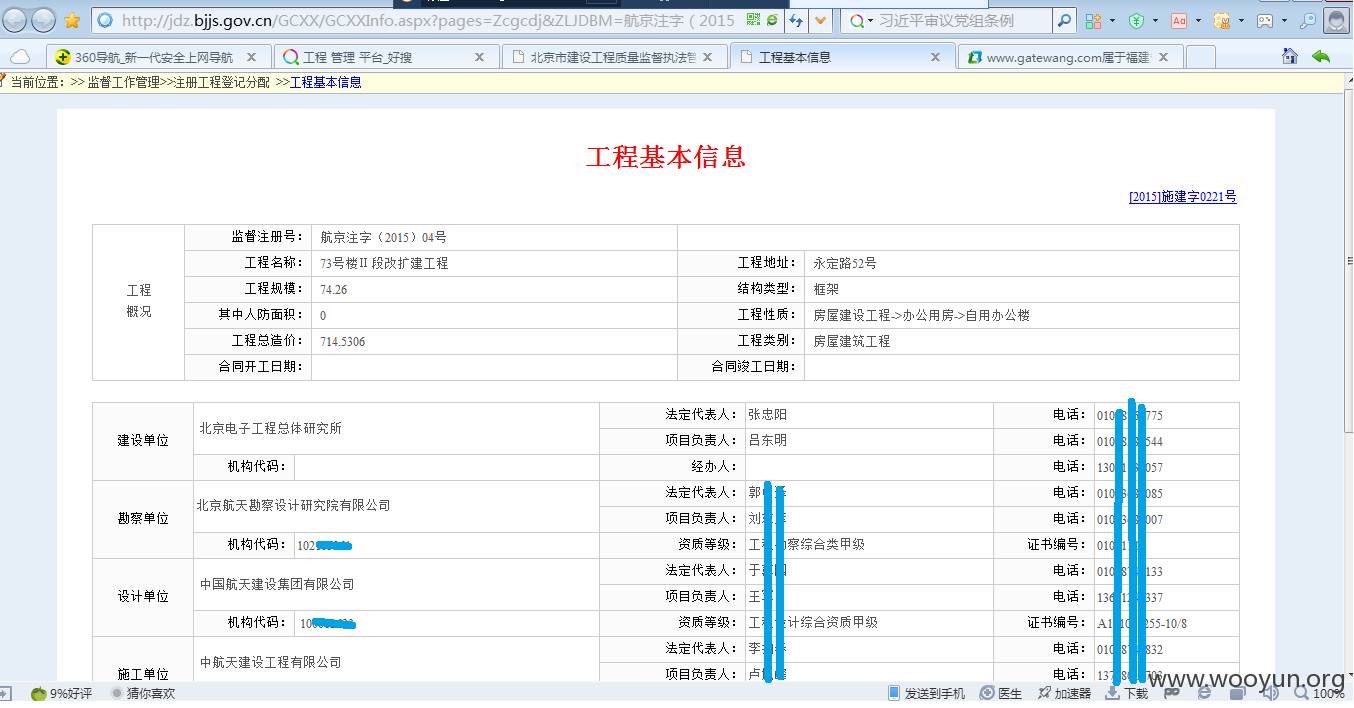 http://jdz.bjjs.gov.cn/GCXX/GCXXInfo.aspx?pages=Zcgcdj&ZLJDBM=航京注字（2015
习近平审议党组条例
360导航_新一代安全上网导航
工程 管理 平台_好搜
北京市建设工程质量监督执法智
工程基本信息
www.gatewang.com属于福建
当前位置：>> 监督工作管理>>注册工程登记分配 >>工程基本信息
工程基本信息
[2015]施建字0221号
工程概况
监督注册号： 航京注字（2015）04号
工程名称： 73号楼Ⅱ段改扩建工程 工程地址： 永定路52号
工程规模： 74.26 结构类型： 框架
其中人防面积： 0 工程性质： 房屋建设工程->办公用房->自用办公楼
工程总造价： 714.5306 工程类别： 房屋建筑工程
合同开工日期： 合同竣工日期：
建设单位 北京电子工程总体研究所 法定代表人： 张忠阳 电话： 010 775
项目负责人： 吕东明 电话： 010 544
机构代码： 经办人： 电话： 130 057
勘察单位 北京航天勘察设计研究院有限公司 法定代表人： 郭 电话： 010 085
项目负责人： 刘 电话： 010 007
机构代码： 102 资质等级： 工 察综合类甲级 证书编号： 010
设计单位 中国航天建设集团有限公司 法定代表人： 于 电话： 010 133
项目负责人： 王 电话： 136 337
机构代码： 100 资质等级： 工 计综合资质甲级 证书编号： A1 255-10/8
施工单位 中航天建设工程有限公司 法定代表人： 李 电话： 010 832
项目负责人： 卢 电话： 137
www.wooyun.org
9%好评 猜你喜欢 发送到手机 医生 加速器 下载 100%